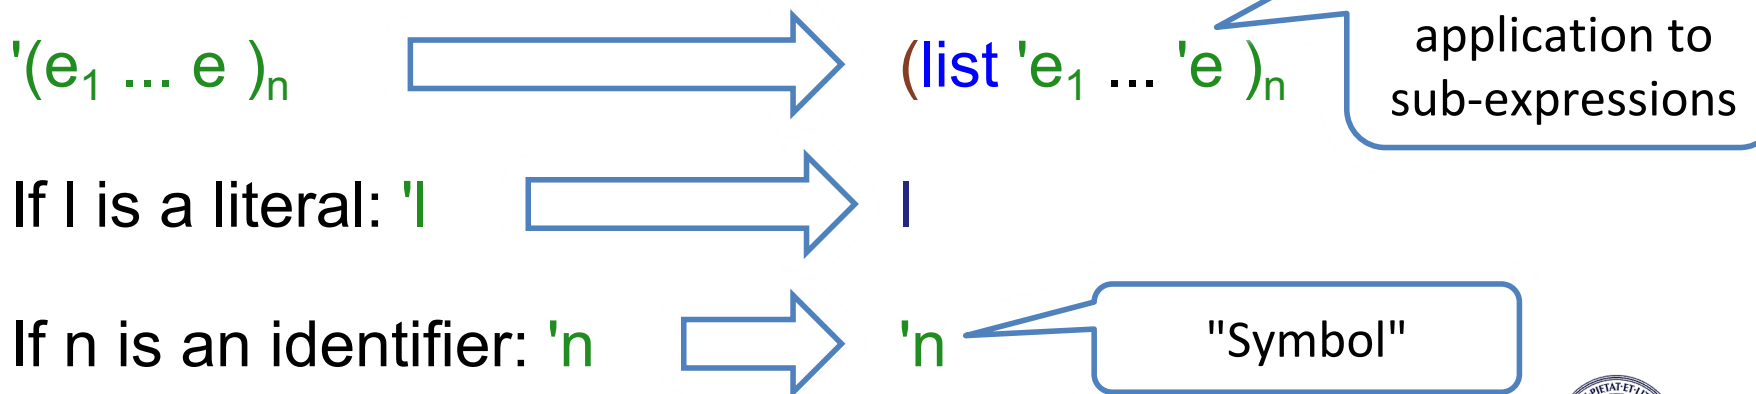 '(e₁ ... e )ₙ
(list 'e₁ ... 'e )ₙ
application to
sub-expressions
If l is a literal: 'l
l
If n is an identifier: 'n
'n
"Symbol"